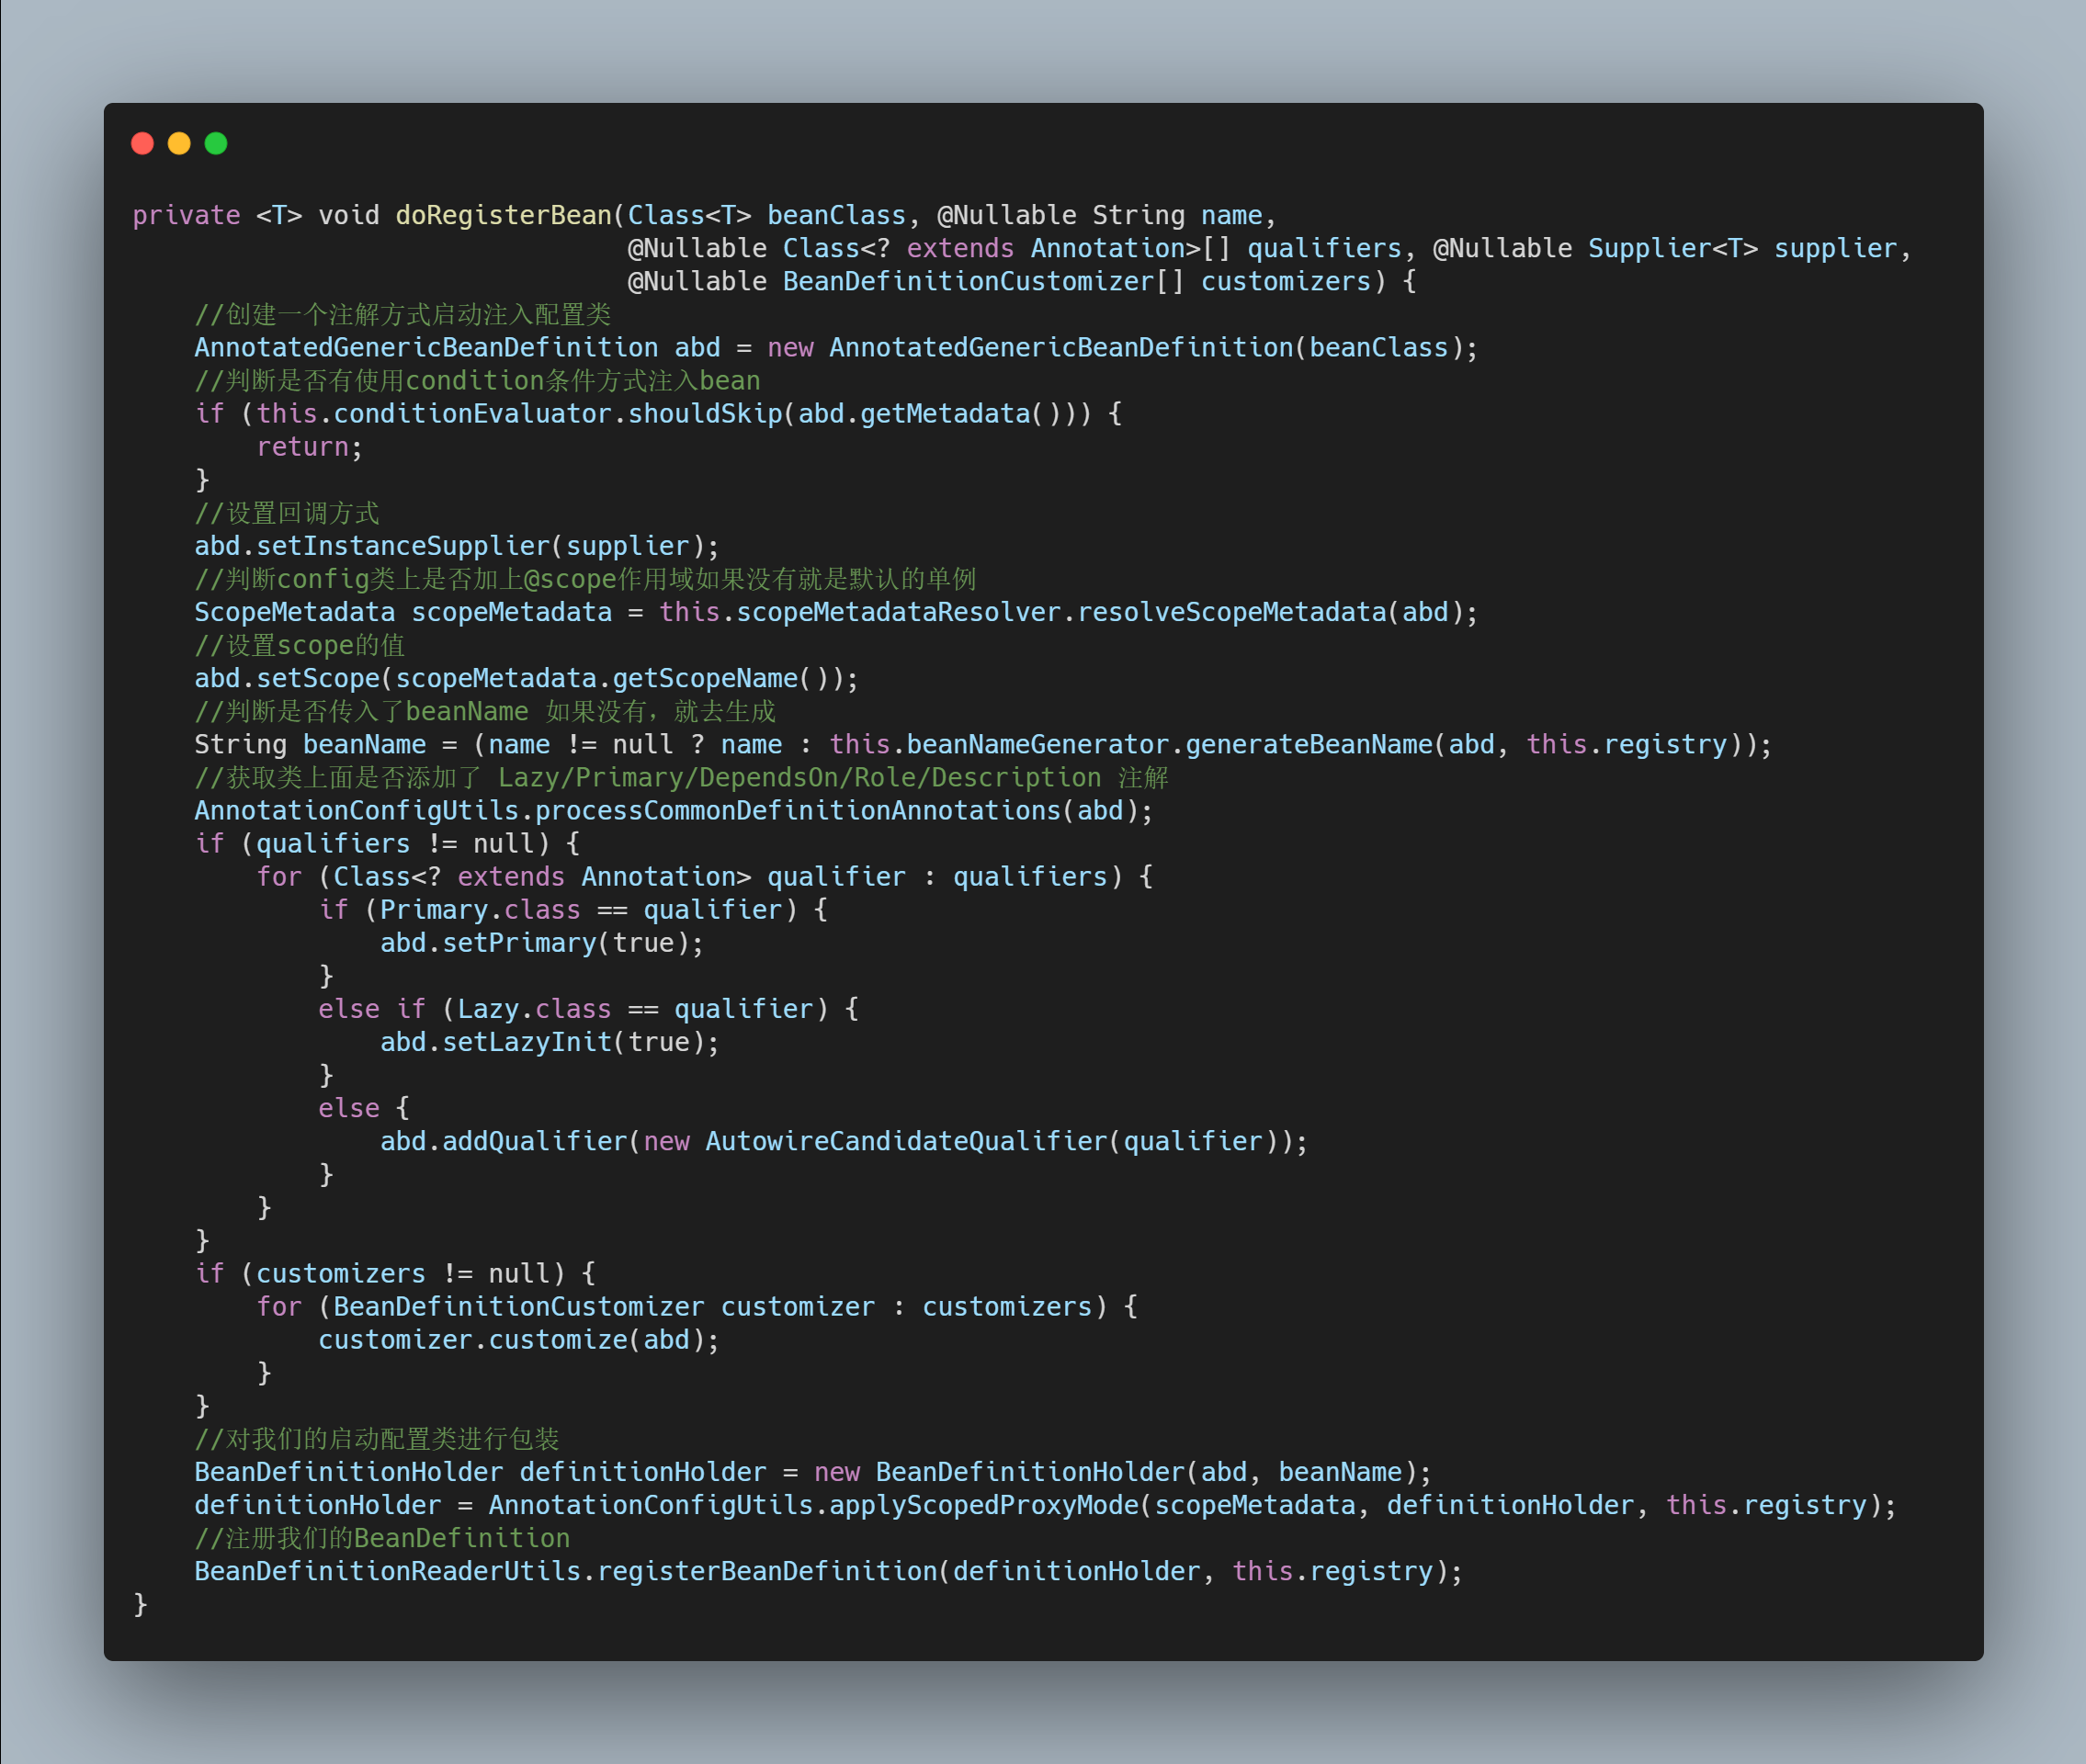 private <T> void doRegisterBean(Class<T> beanClass, @Nullable String name,
                                @Nullable Class<? extends Annotation>[] qualifiers, @Nullable Supplier<T> supplier,
                                @Nullable BeanDefinitionCustomizer[] customizers) {
    //创建一个注解方式启动注入配置类
    AnnotatedGenericBeanDefinition abd = new AnnotatedGenericBeanDefinition(beanClass);
    //判断是否有使用condition条件方式注入bean
    if (this.conditionEvaluator.shouldSkip(abd.getMetadata())) {
        return;
    }
    //设置回调方式
    abd.setInstanceSupplier(supplier);
    //判断config类上是否加上@scope作用域如果没有就是默认的单例
    ScopeMetadata scopeMetadata = this.scopeMetadataResolver.resolveScopeMetadata(abd);
    //设置scope的值
    abd.setScope(scopeMetadata.getScopeName());
    //判断是否传入了beanName 如果没有，就去生成
    String beanName = (name != null ? name : this.beanNameGenerator.generateBeanName(abd, this.registry));
    //获取类上面是否添加了 Lazy/Primary/DependsOn/Role/Description 注解
    AnnotationConfigUtils.processCommonDefinitionAnnotations(abd);
    if (qualifiers != null) {
        for (Class<? extends Annotation> qualifier : qualifiers) {
            if (Primary.class == qualifier) {
                abd.setPrimary(true);
            }
            else if (Lazy.class == qualifier) {
                abd.setLazyInit(true);
            }
            else {
                abd.addQualifier(new AutowireCandidateQualifier(qualifier));
            }
        }
    }
    if (customizers != null) {
        for (BeanDefinitionCustomizer customizer : customizers) {
            customizer.customize(abd);
        }
    }
    //对我们的启动配置类进行包装
    BeanDefinitionHolder definitionHolder = new BeanDefinitionHolder(abd, beanName);
    definitionHolder = AnnotationConfigUtils.applyScopedProxyMode(scopeMetadata, definitionHolder, this.registry);
    //注册我们的BeanDefinition
    BeanDefinitionReaderUtils.registerBeanDefinition(definitionHolder, this.registry);
}